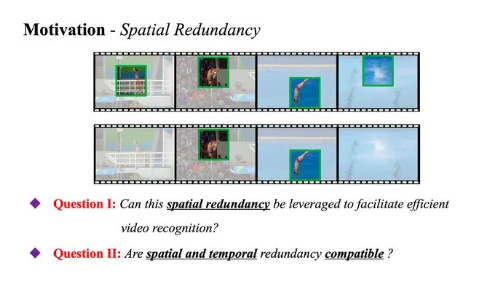 Motivation - Spatial Redundancy
◆ Question I: Can this spatial redundancy be leveraged to facilitate efficient
video recognition?
◆ Question II: Are spatial and temporal redundancy compatible ?